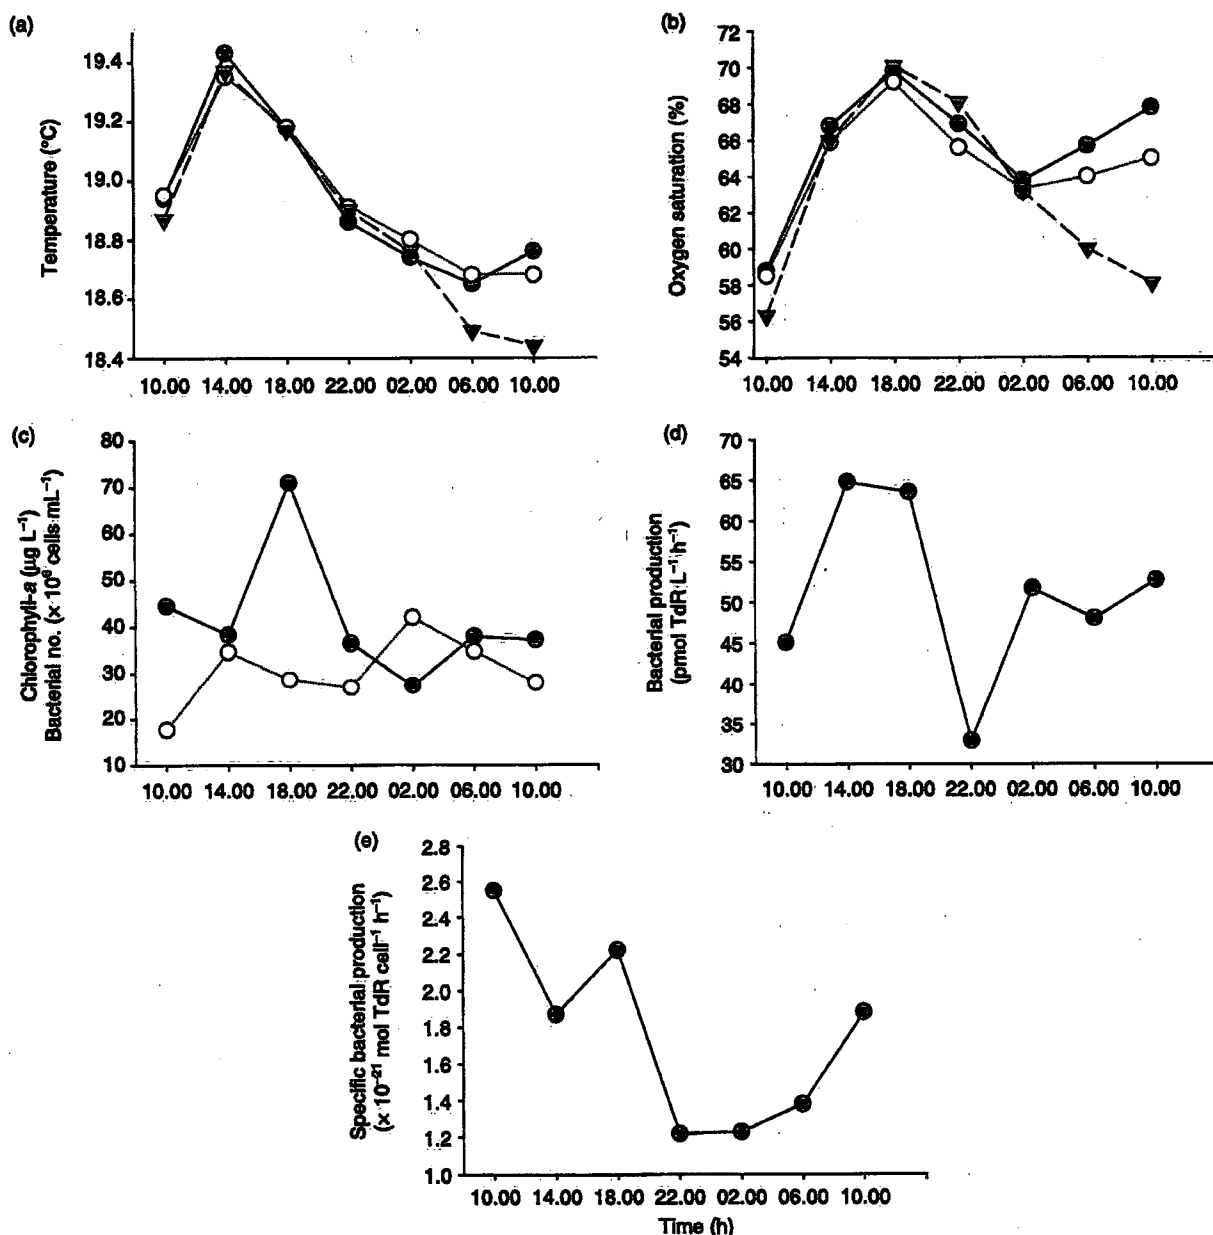 (a)
Temperature (°C)
19.4
19.2
19.0
18.8
18.6
18.4
10.00 14.00 18.00 22.00 02.00 06.00 10.00
(b)
Oxygen saturation (%)
72
70
68
66
64
62
60
58
56
54
10.00 14.00 18.00 22.00 02.00 06.00 10.00
(c)
Chlorophyll-a (µg L⁻¹)
Bacterial no. (x 10⁶ cells mL⁻¹)
80
70
60
50
40
30
20
10
10.00 14.00 18.00 22.00 02.00 06.00 10.00
(d)
Bacterial production
(pmol TdR L⁻¹ h⁻¹)
70
65
60
55
50
45
40
35
30
10.00 14.00 18.00 22.00 02.00 06.00 10.00
(e)
Specific bacterial production
(x 10⁻²¹ mol TdR cell⁻¹ h⁻¹)
2.8
2.6
2.4
2.2
2.0
1.8
1.6
1.4
1.2
1.0
10.00 14.00 18.00 22.00 02.00 06.00 10.00
Time (h)